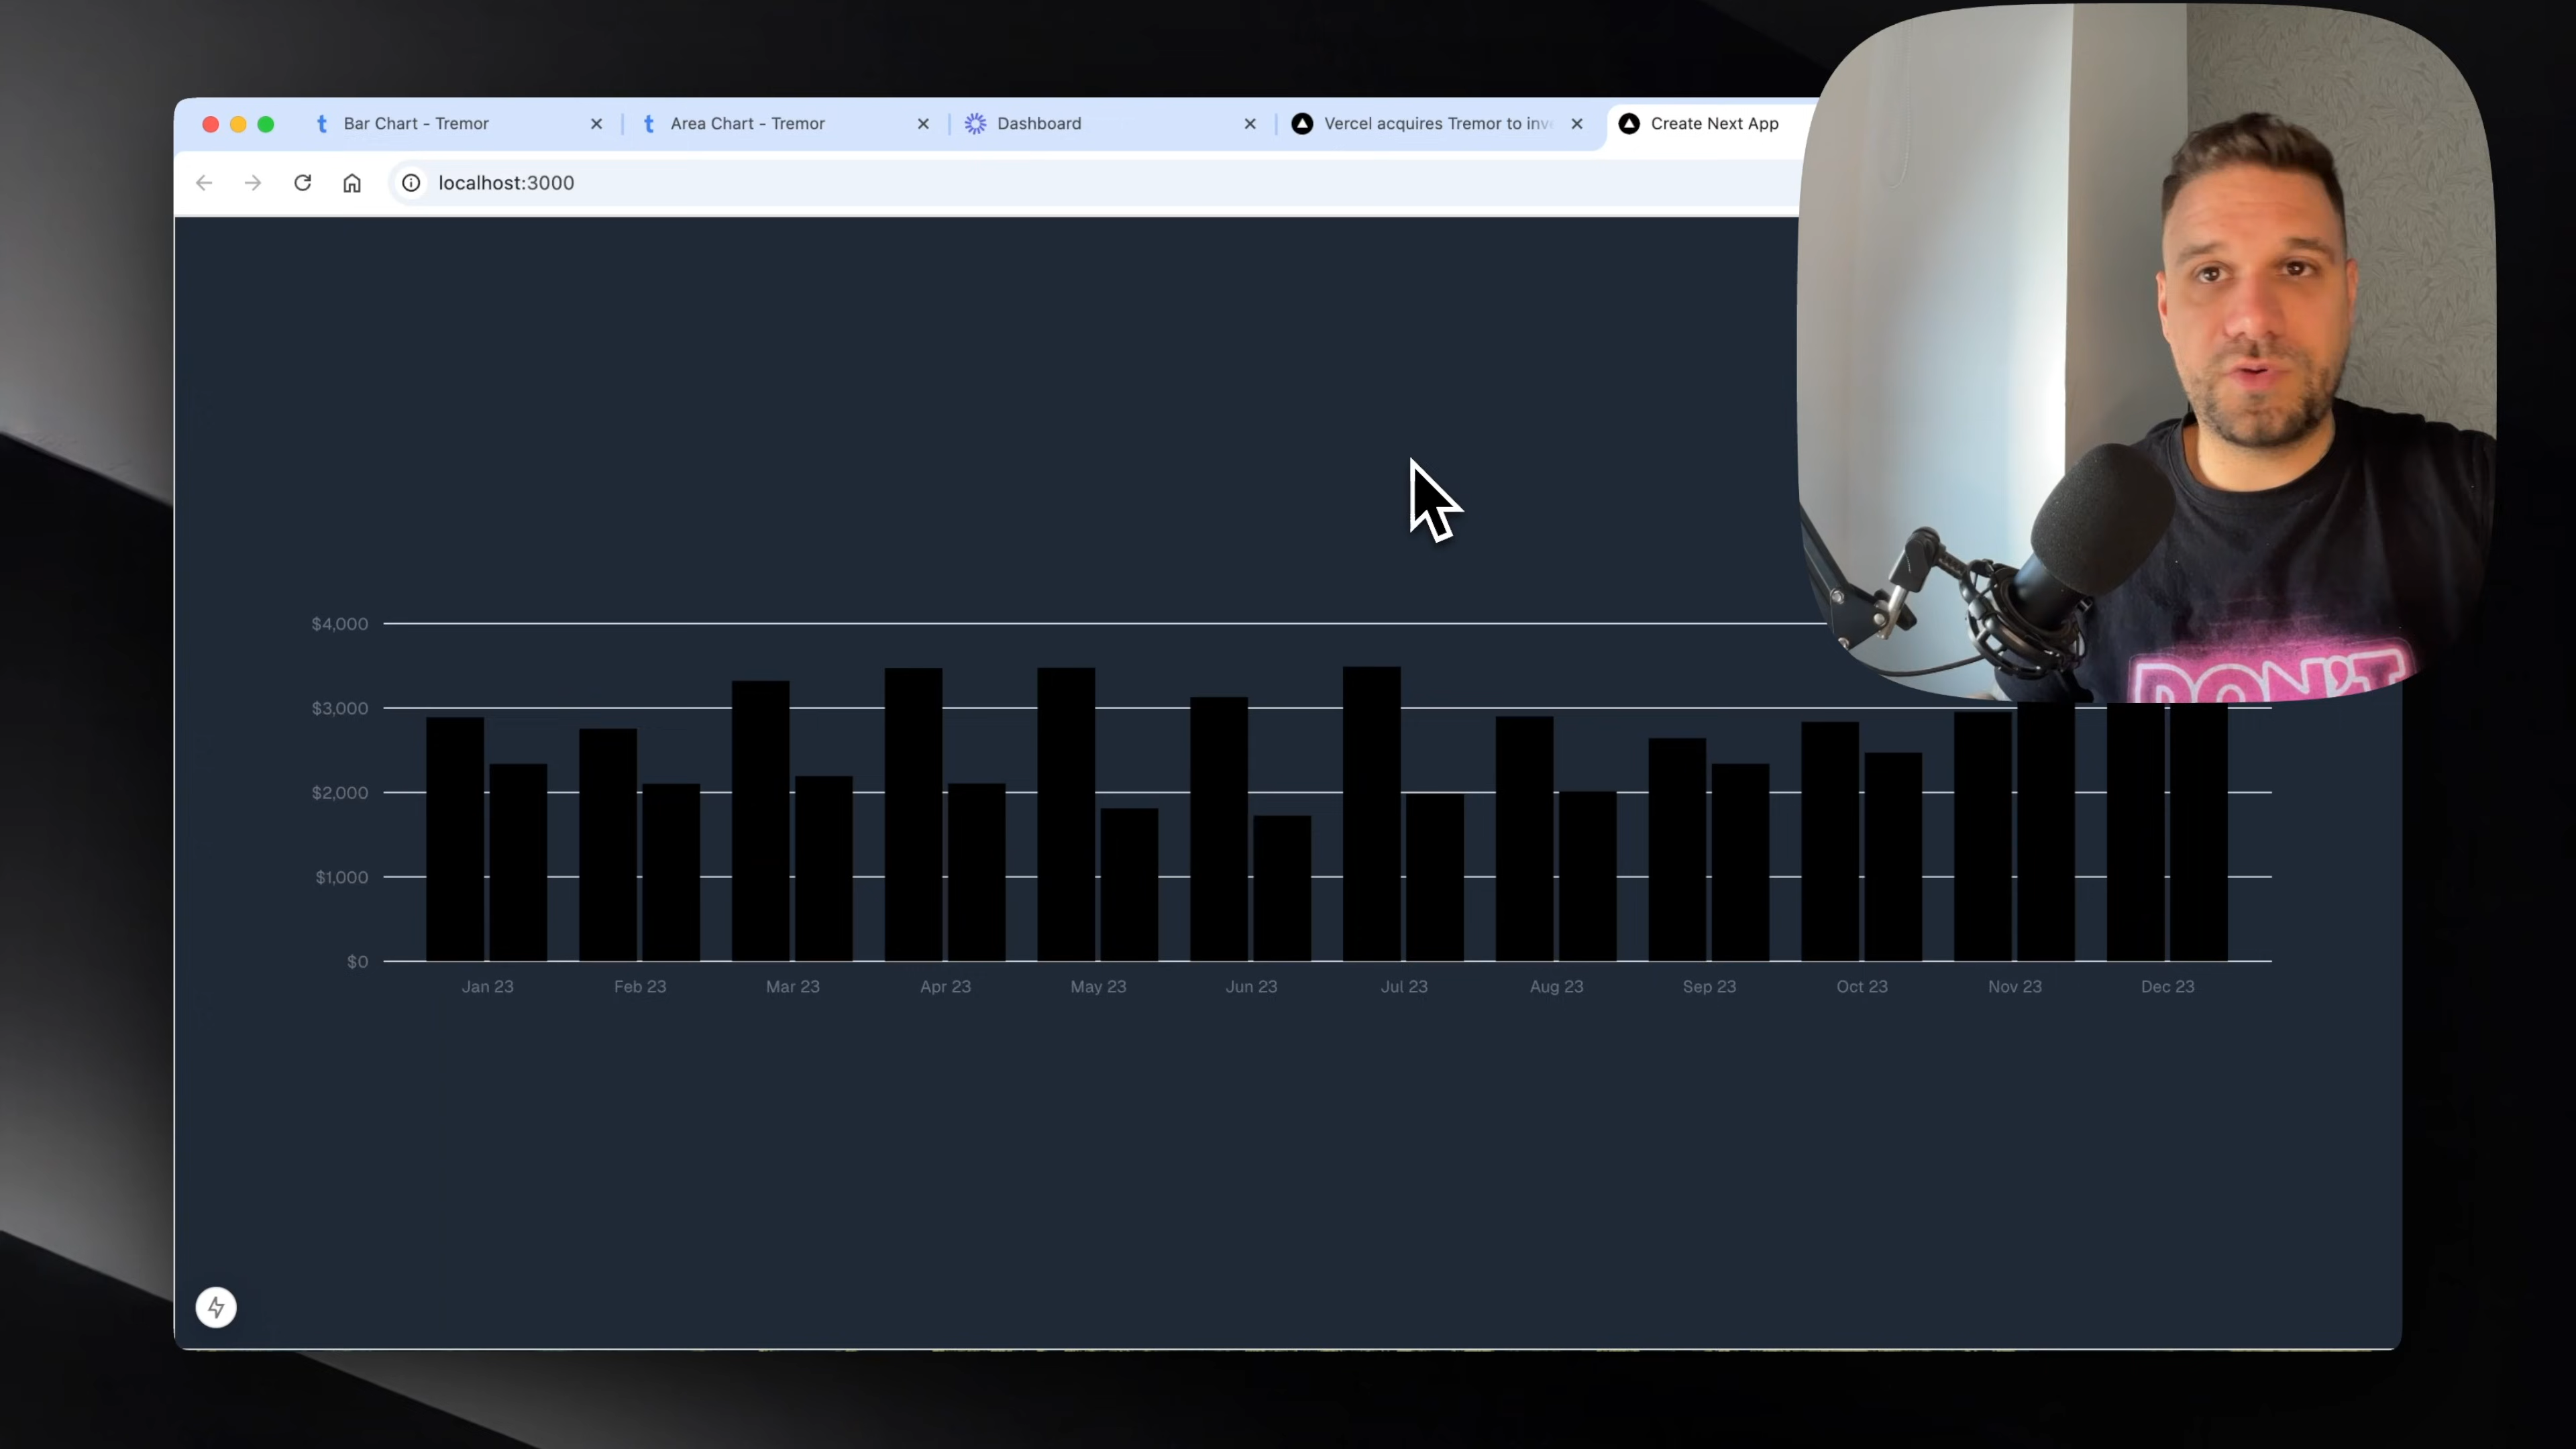 Bar Chart - Tremor
Area Chart - Tremor
Dashboard
Vercel acquires Tremor to inv
Create Next App
localhost:3000
$4,000
$3,000
$2,000
$1,000
$0
Jan 23 Feb 23 Mar 23 Apr 23 May 23 Jun 23 Jul 23 Aug 23 Sep 23 Oct 23 Nov 23 Dec 23
DON'T